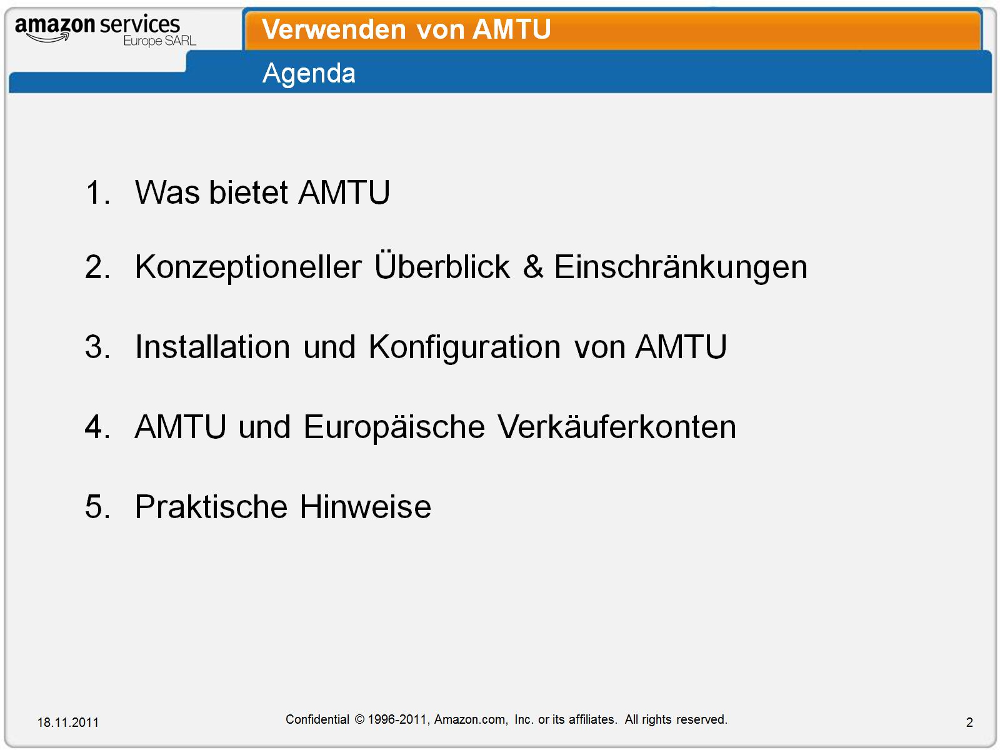 amazon services
Europe SARL
Verwenden von AMTU
Agenda
1. Was bietet AMTU
2. Konzeptioneller Überblick & Einschränkungen
3. Installation und Konfiguration von AMTU
4. AMTU und Europäische Verkäuferkonten
5. Praktische Hinweise
18.11.2011
Confidential © 1996-2011, Amazon.com, Inc. or its affiliates. All rights reserved.
2